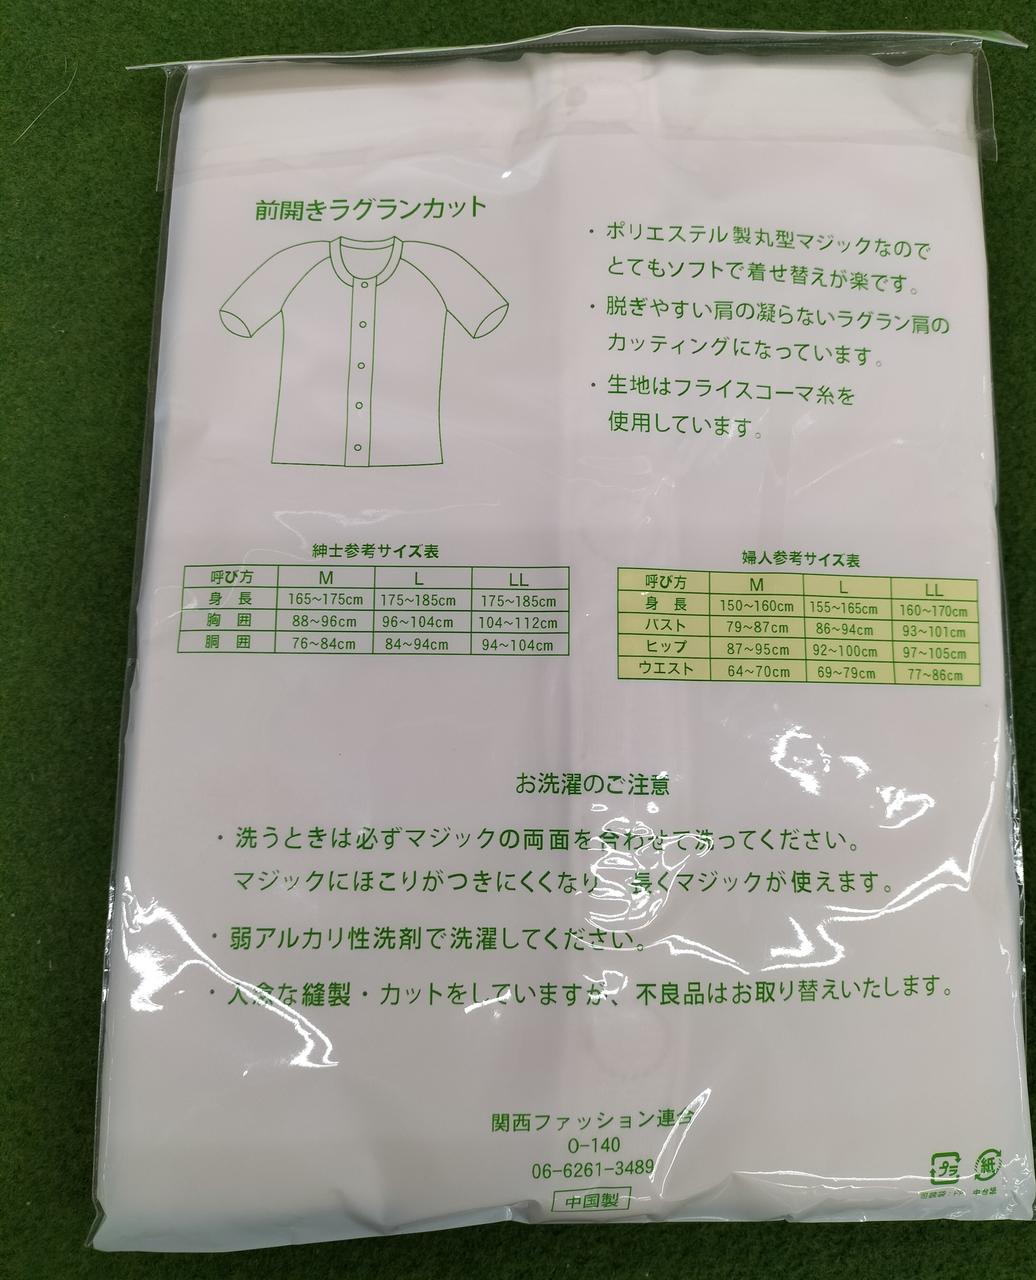 前開きラグランカット
・ポリエステル製丸型マジックなので
とてもソフトで着せ替えが楽です。
・脱ぎやすい肩の凝らないラグラン肩の
カッティングになっています。
・生地はフライスコーマ糸を
使用しています。
紳士参考サイズ表
呼び方 M L LL
身長 165~175cm 175~185cm 175~185cm
胸囲 88~96cm 96~104cm 104~112cm
胴囲 76~84cm 84~94cm 94~104cm
婦人参考サイズ表
呼び方 M L LL
身長 150~160cm 155~165cm 160~170cm
バスト 79~87cm 86~94cm 93~101cm
ヒップ 87~95cm 92~100cm 97~105cm
ウエスト 64~70cm 69~79cm 77~86cm
お洗濯のご注意
・洗うときは必ずマジックの両面を合わせて洗ってください。
マジックにほこりがつきにくくなり 長くマジックが使えます。
・弱アルカリ性洗剤で洗濯してください。
・入念な縫製・カットをしていますが、不良品はお取り替えいたします。
関西ファッション連合
O-140
06-6261-3489
中国製
プラ 紙
中台紙